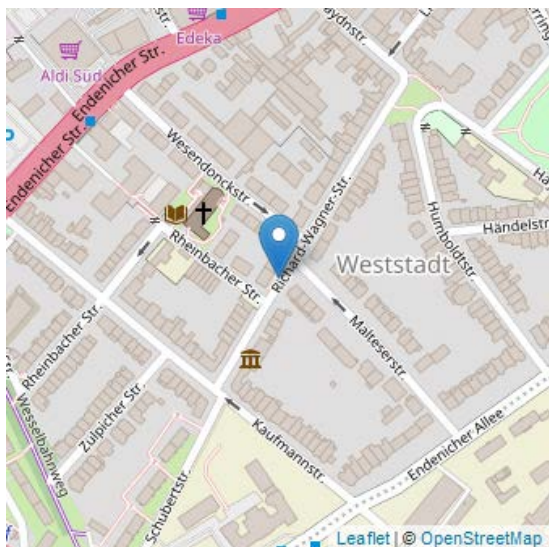 Edeka
Aldi Süd
Endenicher Str.
Endenicher Str.
Wesendonckstr.
Richard-Wagner-Str.
Weststadt
Humboldtstr.
Händelstr
Rheinbacher Str.
Rheinbacher Str.
Malteserstr.
Zülpicher Str.
Wesselbahnweg
Kaufmannstr.
Endenicher Allee
Schubertstr.
Leaflet | © OpenStreetMap